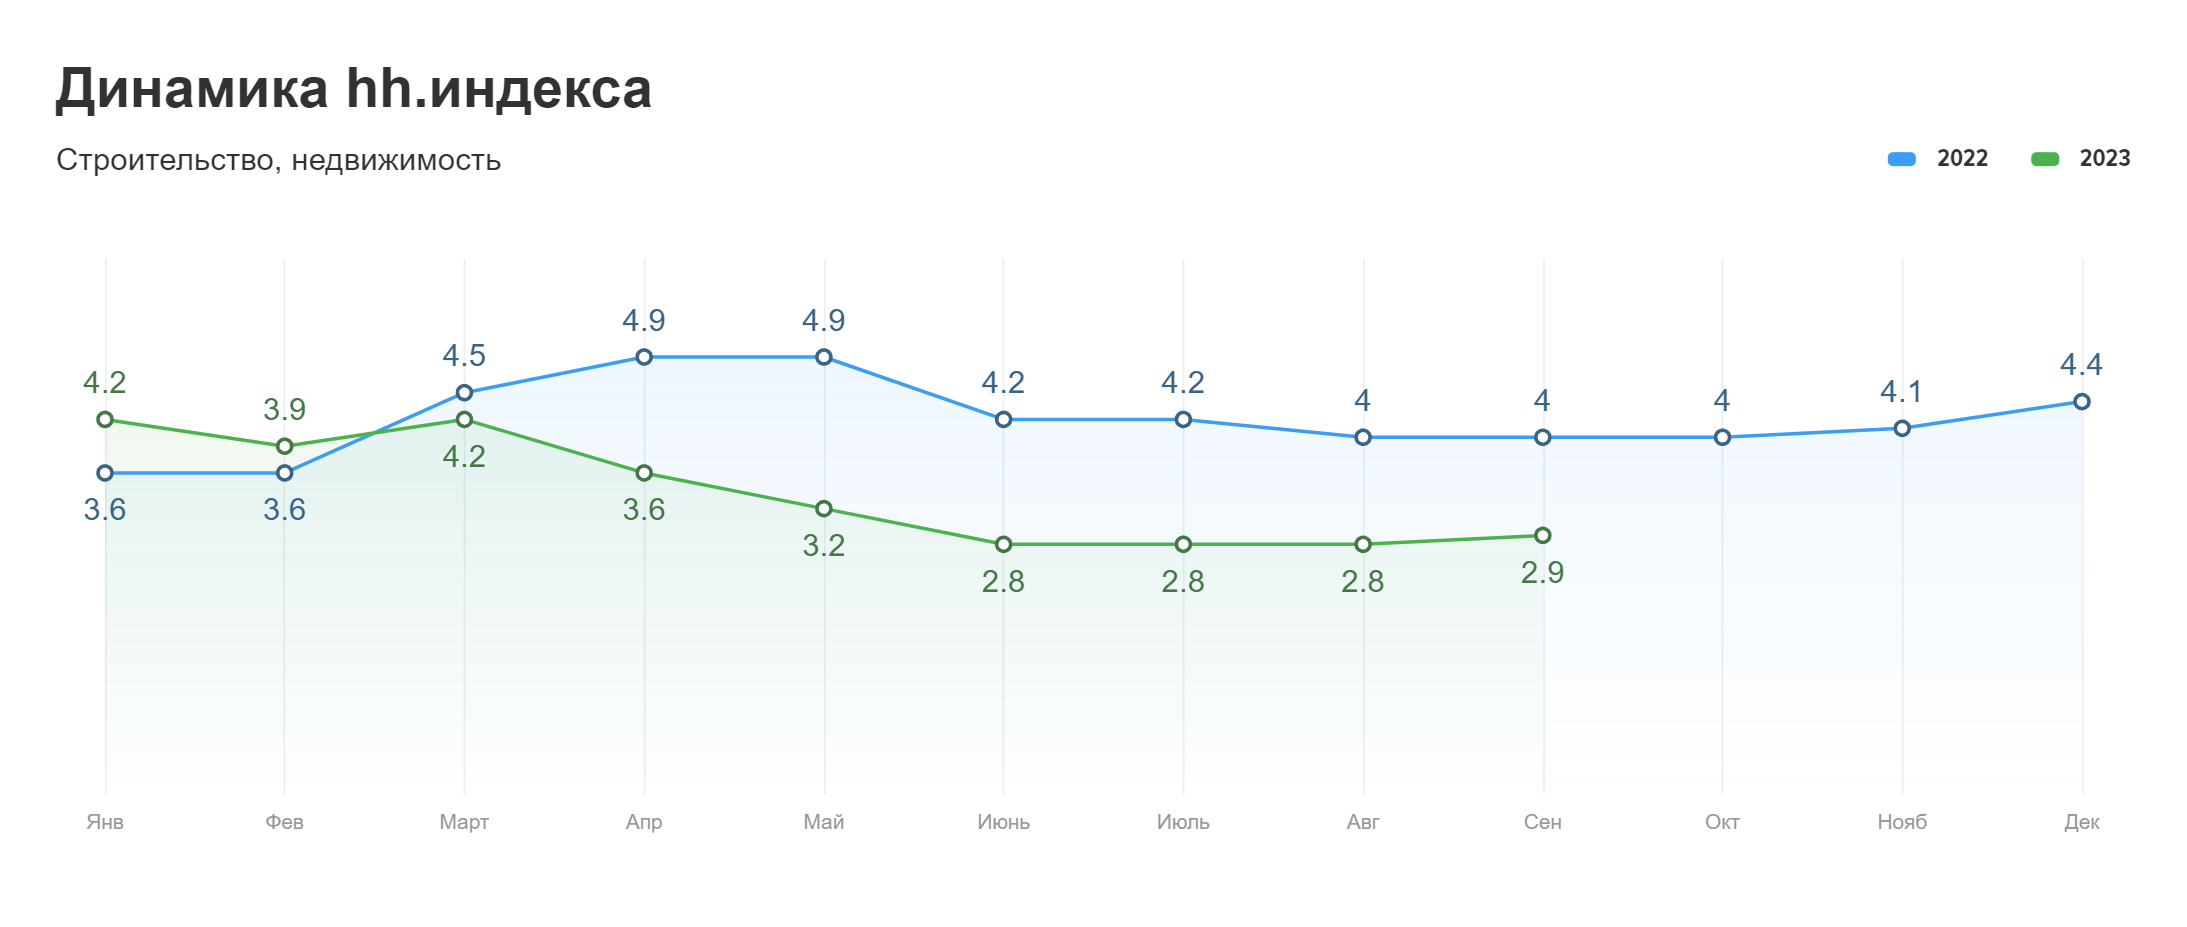 Динамика hh.индекса
Строительство, недвижимость
2022 2023
4.9 4.9
4.5
4.4
4.2 4.2 4.2
4.1
3.9 4 4 4
4.2
3.6 3.6 3.6
3.2
2.8 2.8 2.8 2.9
Янв Фев Март Апр Май Июнь Июль Авг Сен Окт Нояб Дек